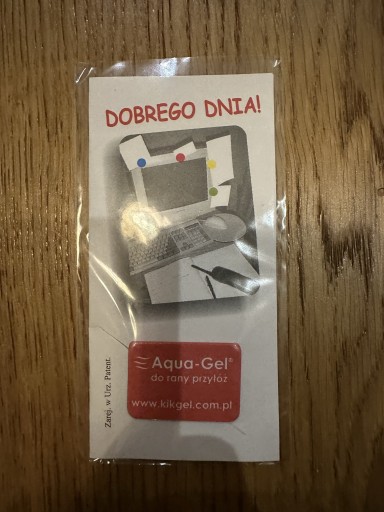 DOBREGO DNIA!
Aqua-Gel®
do rany przyłóż
www.kikgel.com.pl
Zarej. w Urz. Patent.